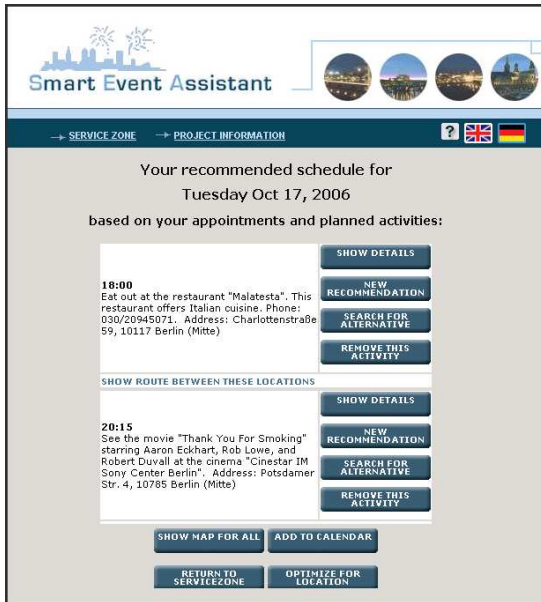 Smart Event Assistant
SERVICE ZONE
PROJECT INFORMATION
?
Your recommended schedule for
Tuesday Oct 17, 2006
based on your appointments and planned activities:
18:00
Eat out at the restaurant "Malatesta". This
restaurant offers Italian cuisine. Phone:
030/20945071. Address: Charlottenstraße
59, 10117 Berlin (Mitte)
SHOW DETAILS
NEW
RECOMMENDATION
SEARCH FOR
ALTERNATIVE
REMOVE THIS
ACTIVITY
SHOW ROUTE BETWEEN THESE LOCATIONS
20:15
See the movie "Thank You For Smoking"
starring Aaron Eckhart, Rob Lowe, and
Robert Duvall at the cinema "Cinestar IM
Sony Center Berlin". Address: Potsdamer
Str. 4, 10785 Berlin (Mitte)
SHOW DETAILS
NEW
RECOMMENDATION
SEARCH FOR
ALTERNATIVE
REMOVE THIS
ACTIVITY
SHOW MAP FOR ALL
ADD TO CALENDAR
RETURN TO
SERVICEZONE
OPTIMIZE FOR
LOCATION